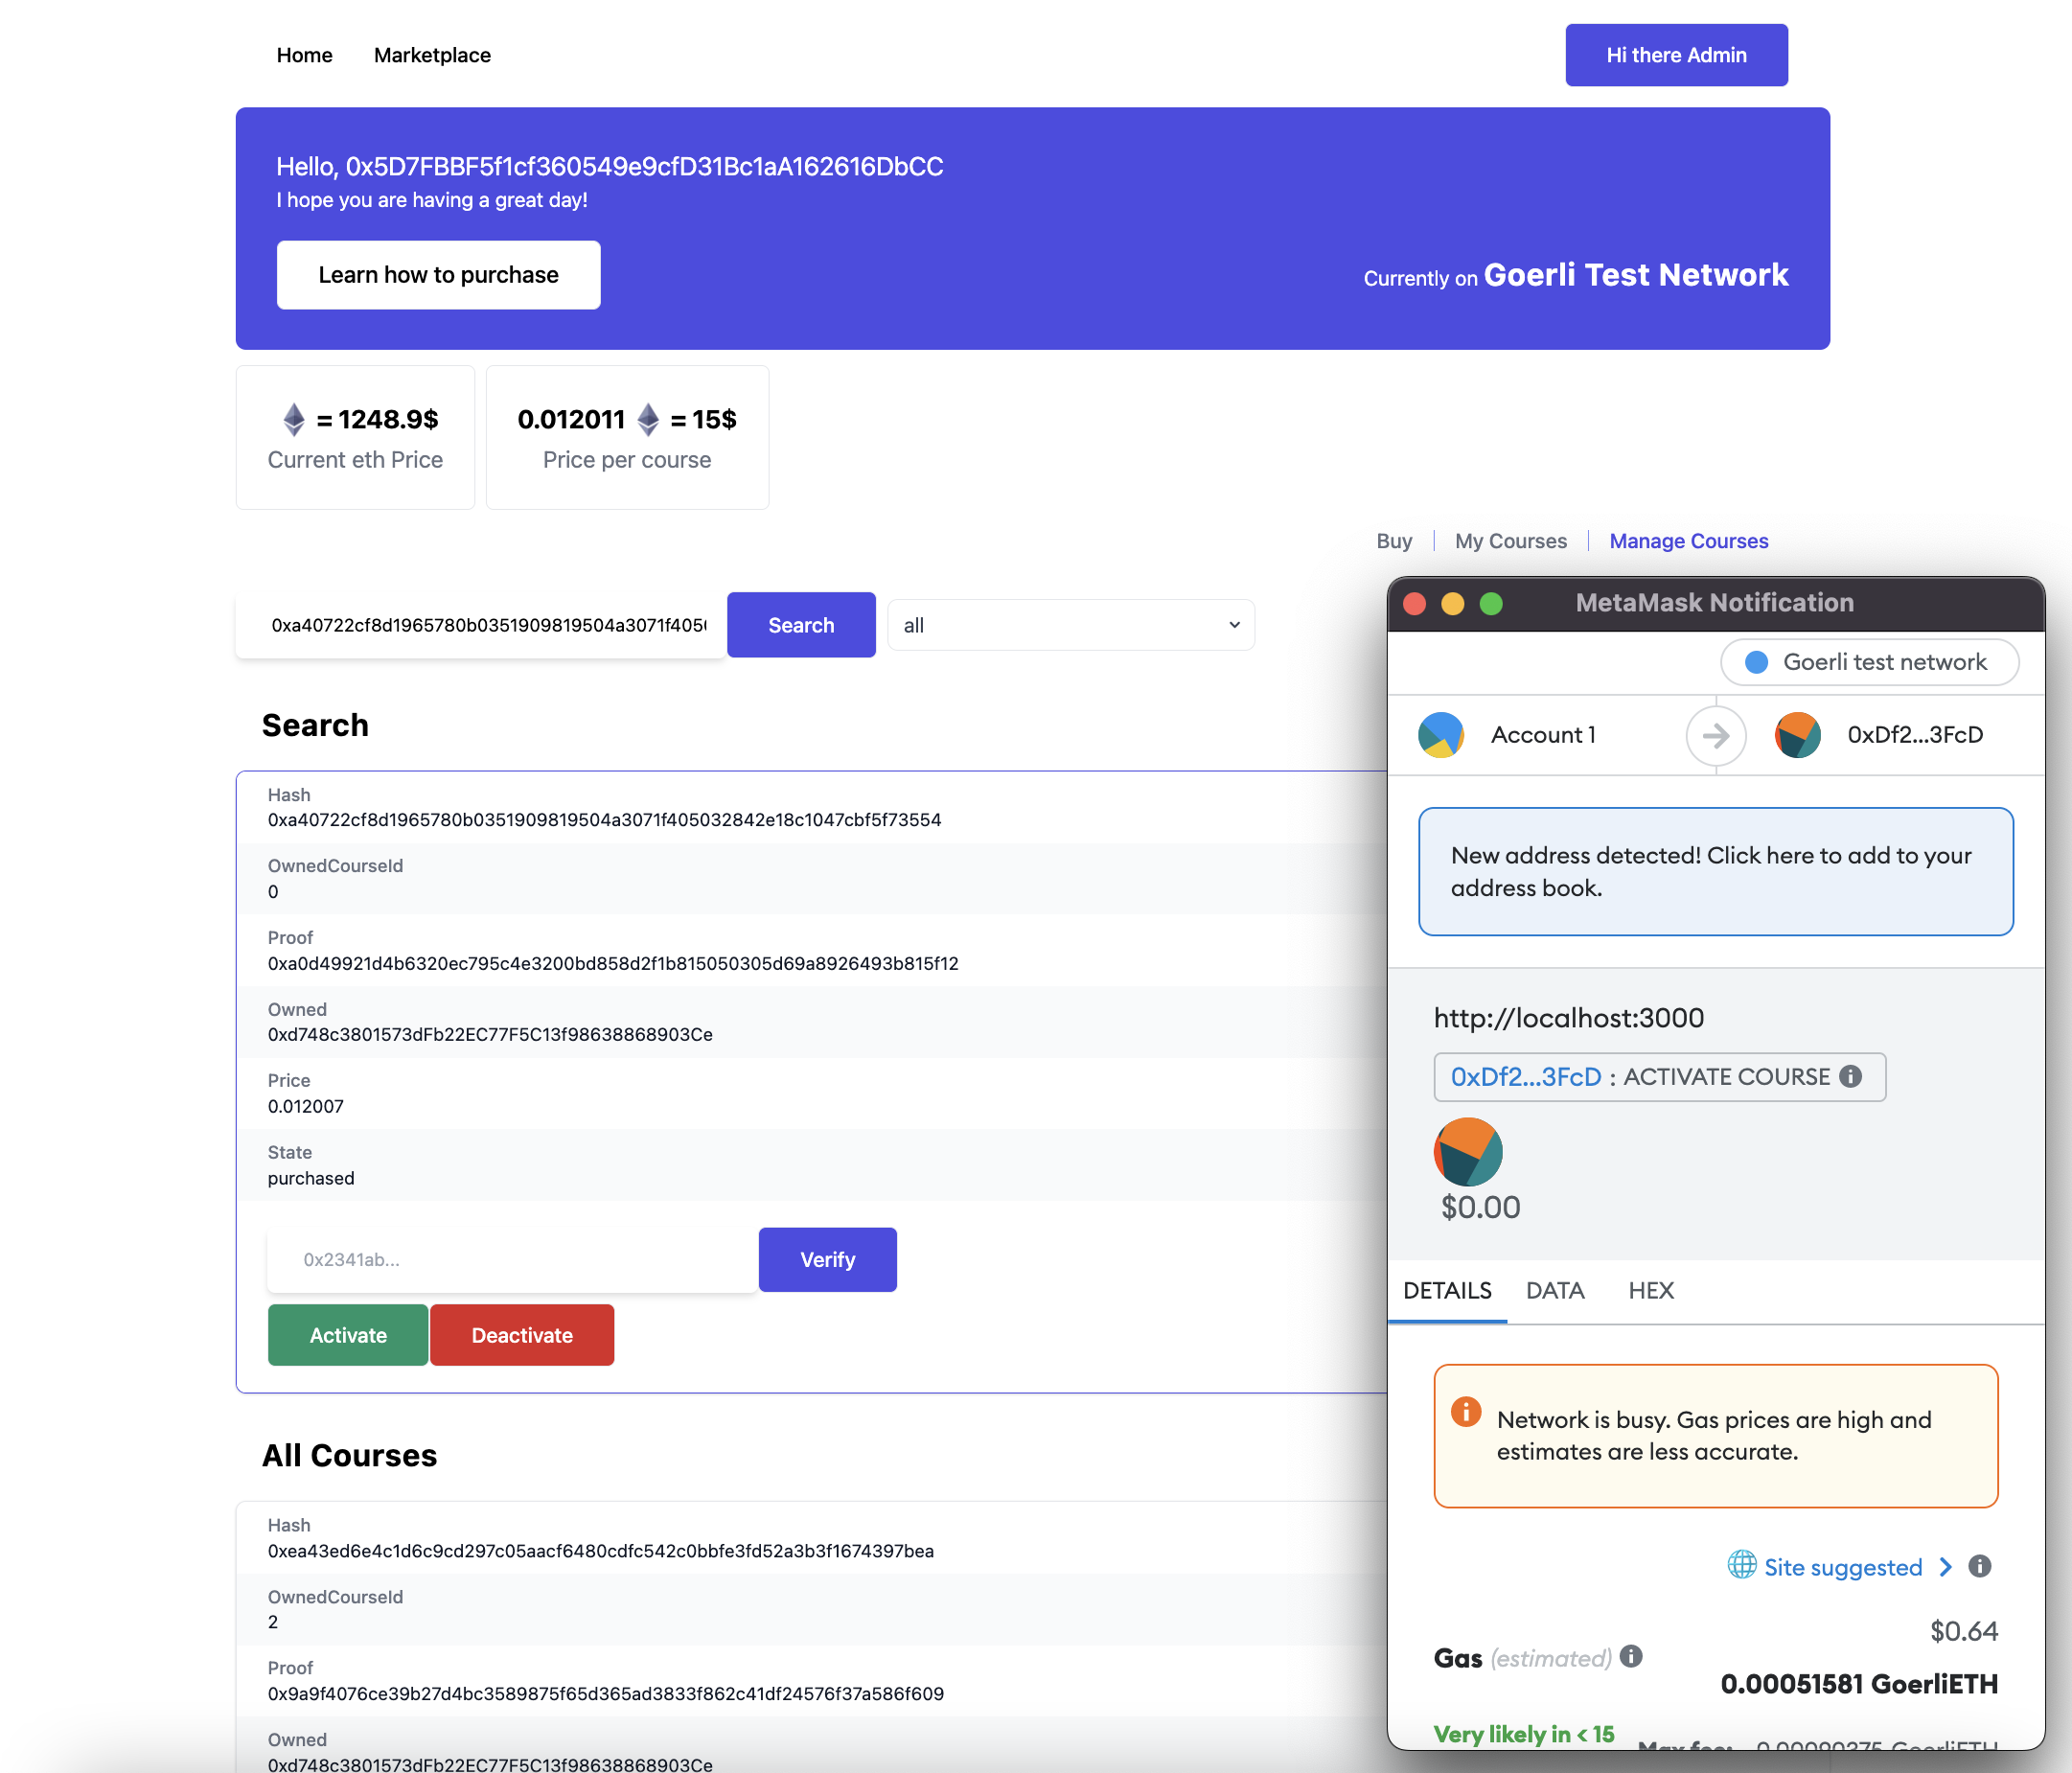 Home Marketplace Hi there Admin
Hello, 0x5D7FBBF5f1cf360549e9cfD31Bc1aA162616DbCC
I hope you are having a great day!
Learn how to purchase
Currently on Goerli Test Network
= 1248.9$
Current eth Price
0.012011 = 15$
Price per course
Buy My Courses Manage Courses
0xa40722cf8d1965780b0351909819504a3071f405(
Search
all
Search
Hash
0xa40722cf8d1965780b0351909819504a3071f405032842e18c1047cbf5f73554
OwnedCourseId
0
Proof
0xa0d49921d4b6320ec795c4e3200bd858d2f1b815050305d69a8926493b815f12
Owned
0xd748c3801573dFb22EC77F5C13f98638868903Ce
Price
0.012007
State
purchased
0x2341ab...
Verify
Activate
Deactivate
All Courses
Hash
0xea43ed6e4c1d6c9cd297c05aacf6480cdfc542c0bbfe3fd52a3b3f1674397bea
OwnedCourseId
2
Proof
0x9a9f4076ce39b27d4bc3589875f65d365ad3833f862c41df24576f37a586f609
Owned
0xd748c3801573dFb22EC77F5C13f98638868903Ce
MetaMask Notification
Goerli test network
Account 1 0xDf2...3FcD
New address detected! Click here to add to your
address book.
http://localhost:3000
0xDf2...3FcD : ACTIVATE COURSE
$0.00
DETAILS DATA HEX
Network is busy. Gas prices are high and
estimates are less accurate.
Site suggested
$0.64
Gas (estimated)
0.00051581 GoerliETH
Very likely in < 15
Max fee: 0.00090375 GoerliETH